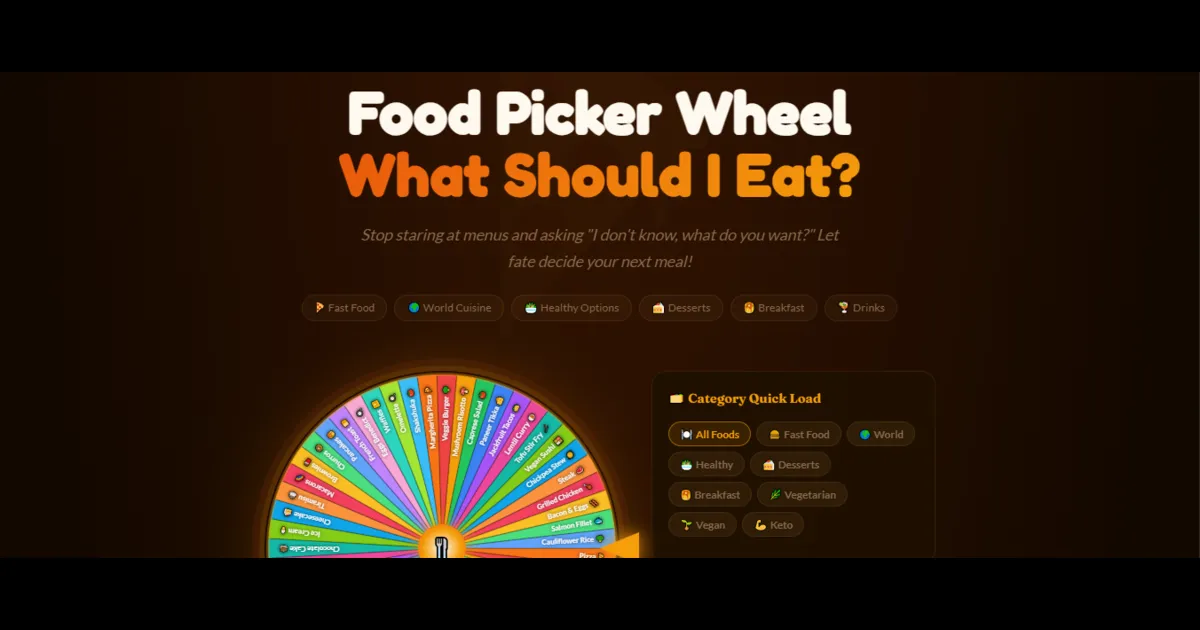 Food Picker Wheel
What Should I Eat?
Stop staring at menus and asking "I don't know, what do you want?" Let
fate decide your next meal!
Fast Food
World Cuisine
Healthy Options
Desserts
Breakfast
Drinks
Chocolate Cake
Ice Cream
Cheesecake
Tiramisu
Macarons
Brownies
Churros
Pancakes
French Toast
Eggs Benedict
Waffles
Omelette
Shakshuka
Margherita Pizza
Veggie Burger
Mushroom Risotto
Caprese Salad
Paneer Tikka
Jackfruit Tacos
Lentil Curry
Tofu Stir Fry
Vegan Sushi
Chickpea Stew
Steak
Grilled Chicken
Bacon & Eggs
Salmon Fillet
Cauliflower Rice
Pizza
Category Quick Load
All Foods
Fast Food
World
Healthy
Desserts
Breakfast
Vegetarian
Vegan
Keto